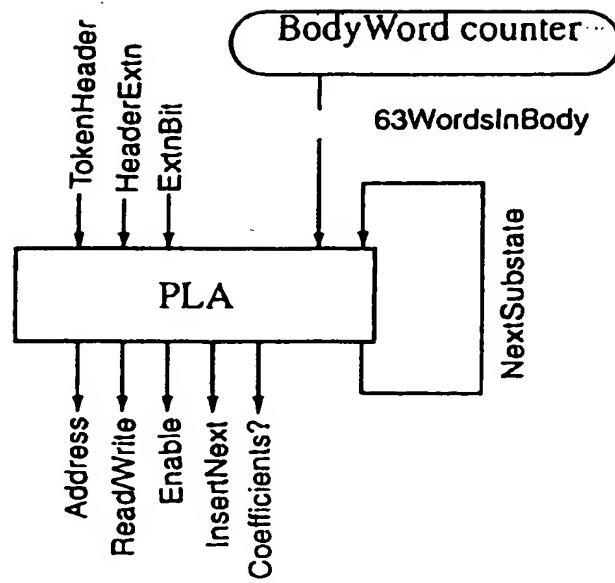 BodyWord counter
63WordsInBody
TokenHeader
HeaderExtn
ExtnBit
PLA
NextSubstate
Address
Read/Write
Enable
InsertNext
Coefficients?